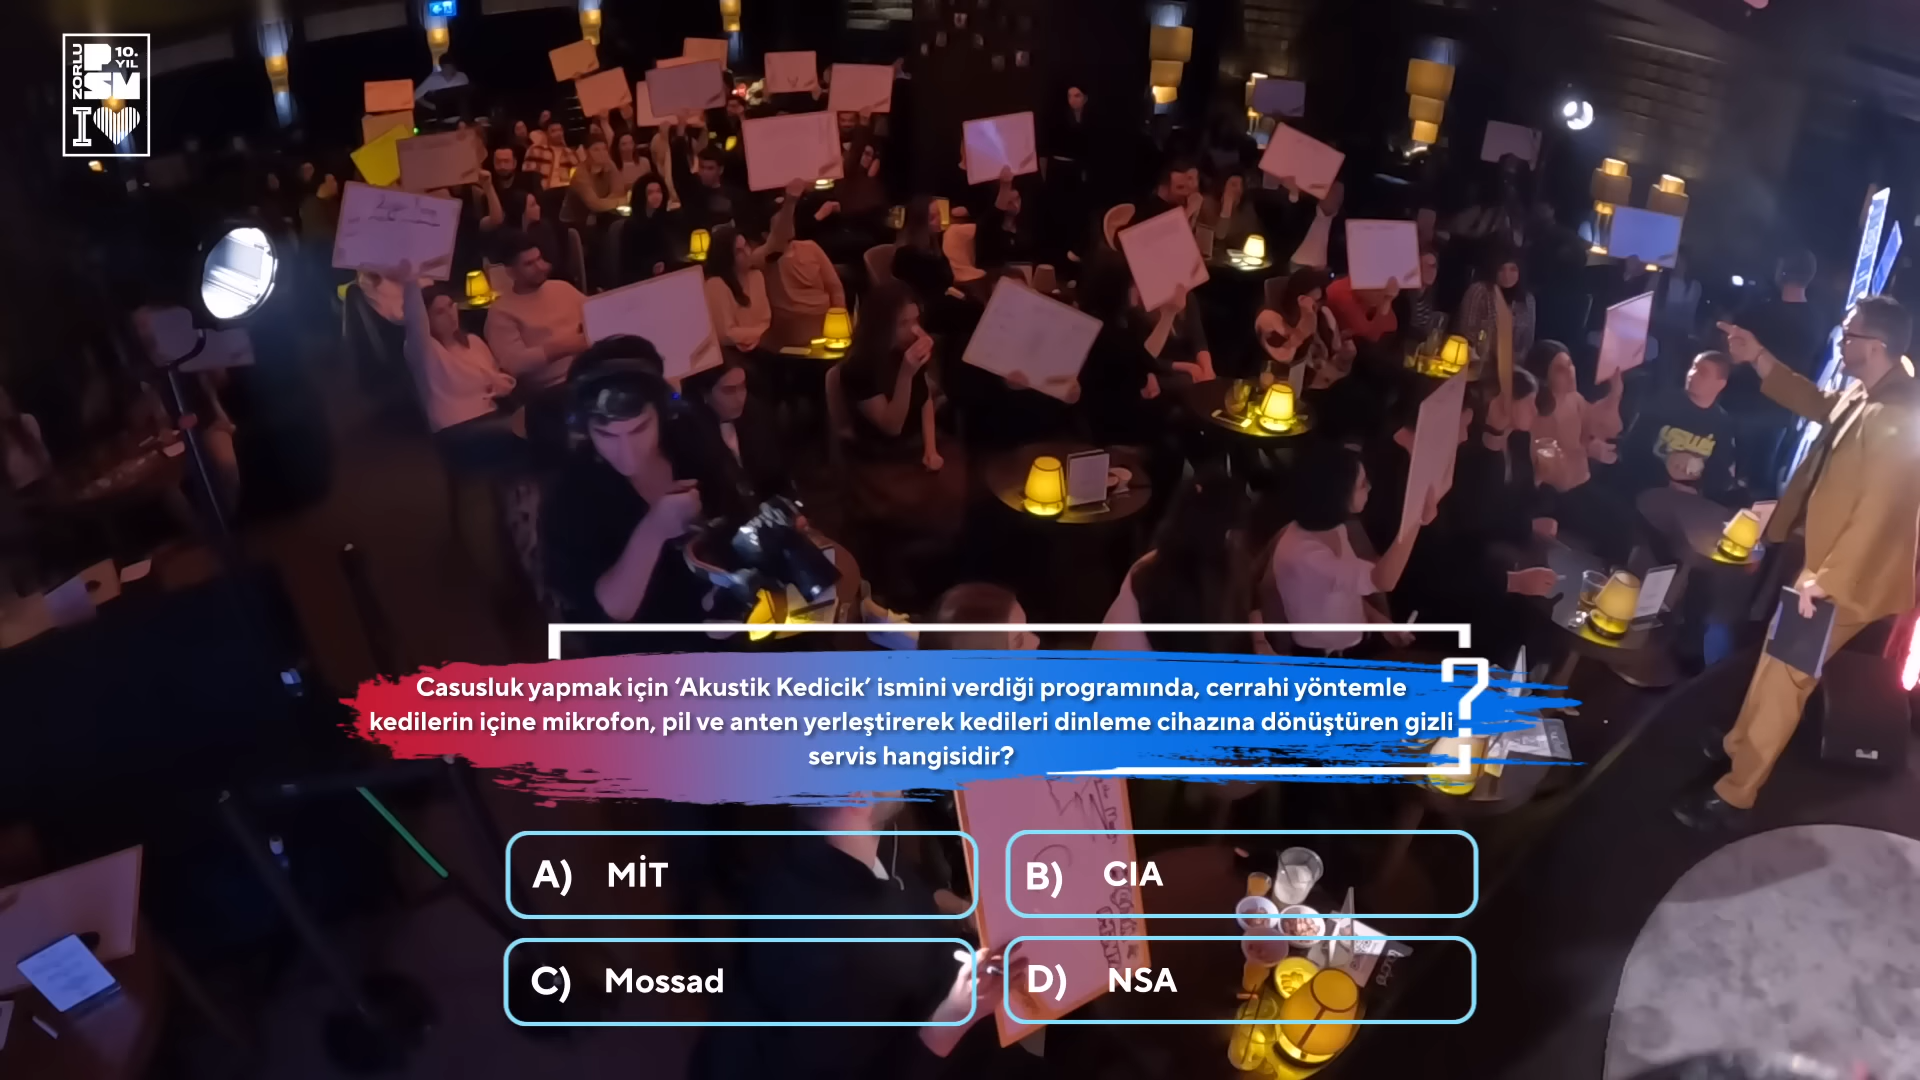 ZORLU
PSM
10.
YIL
I
Casusluk yapmak için ‘Akustik Kedicik’ ismini verdiği programında, cerrahi yöntemle
kedilerin içine mikrofon, pil ve anten yerleştirerek kedileri dinleme cihazına dönüştüren gizli
servis hangisidir?
?
A) MİT
B) CIA
C) Mossad
D) NSA